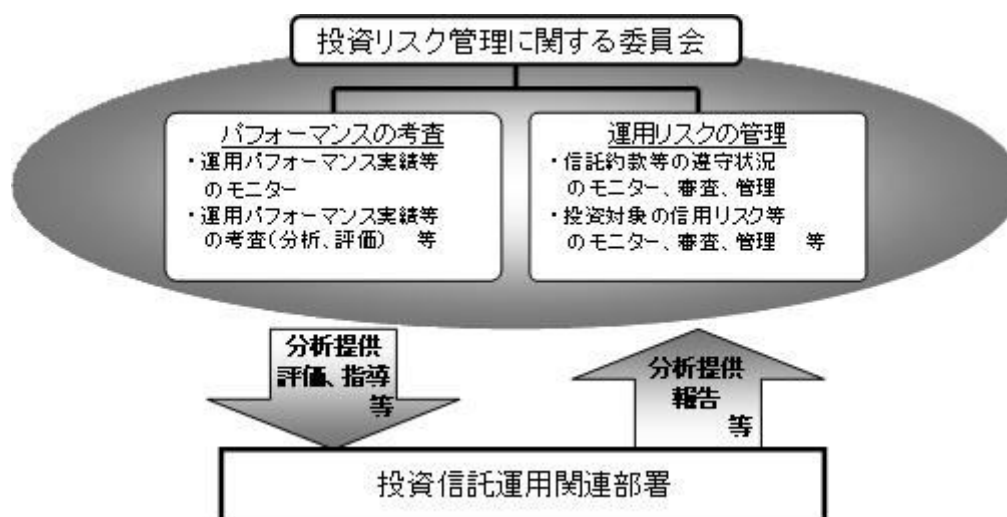 投資リスク管理に関する委員会
パフォーマンスの考査
・運用パフォーマンス実績等
のモニター
・運用パフォーマンス実績等
の考査(分析、評価) 等
運用リスクの管理
・信託約款等の遵守状況
のモニター、審査、管理
・投資対象の信用リスク等
のモニター、審査、管理 等
分析提供
評価、指導
等
分析提供
報告
等
投資信託運用関連部署